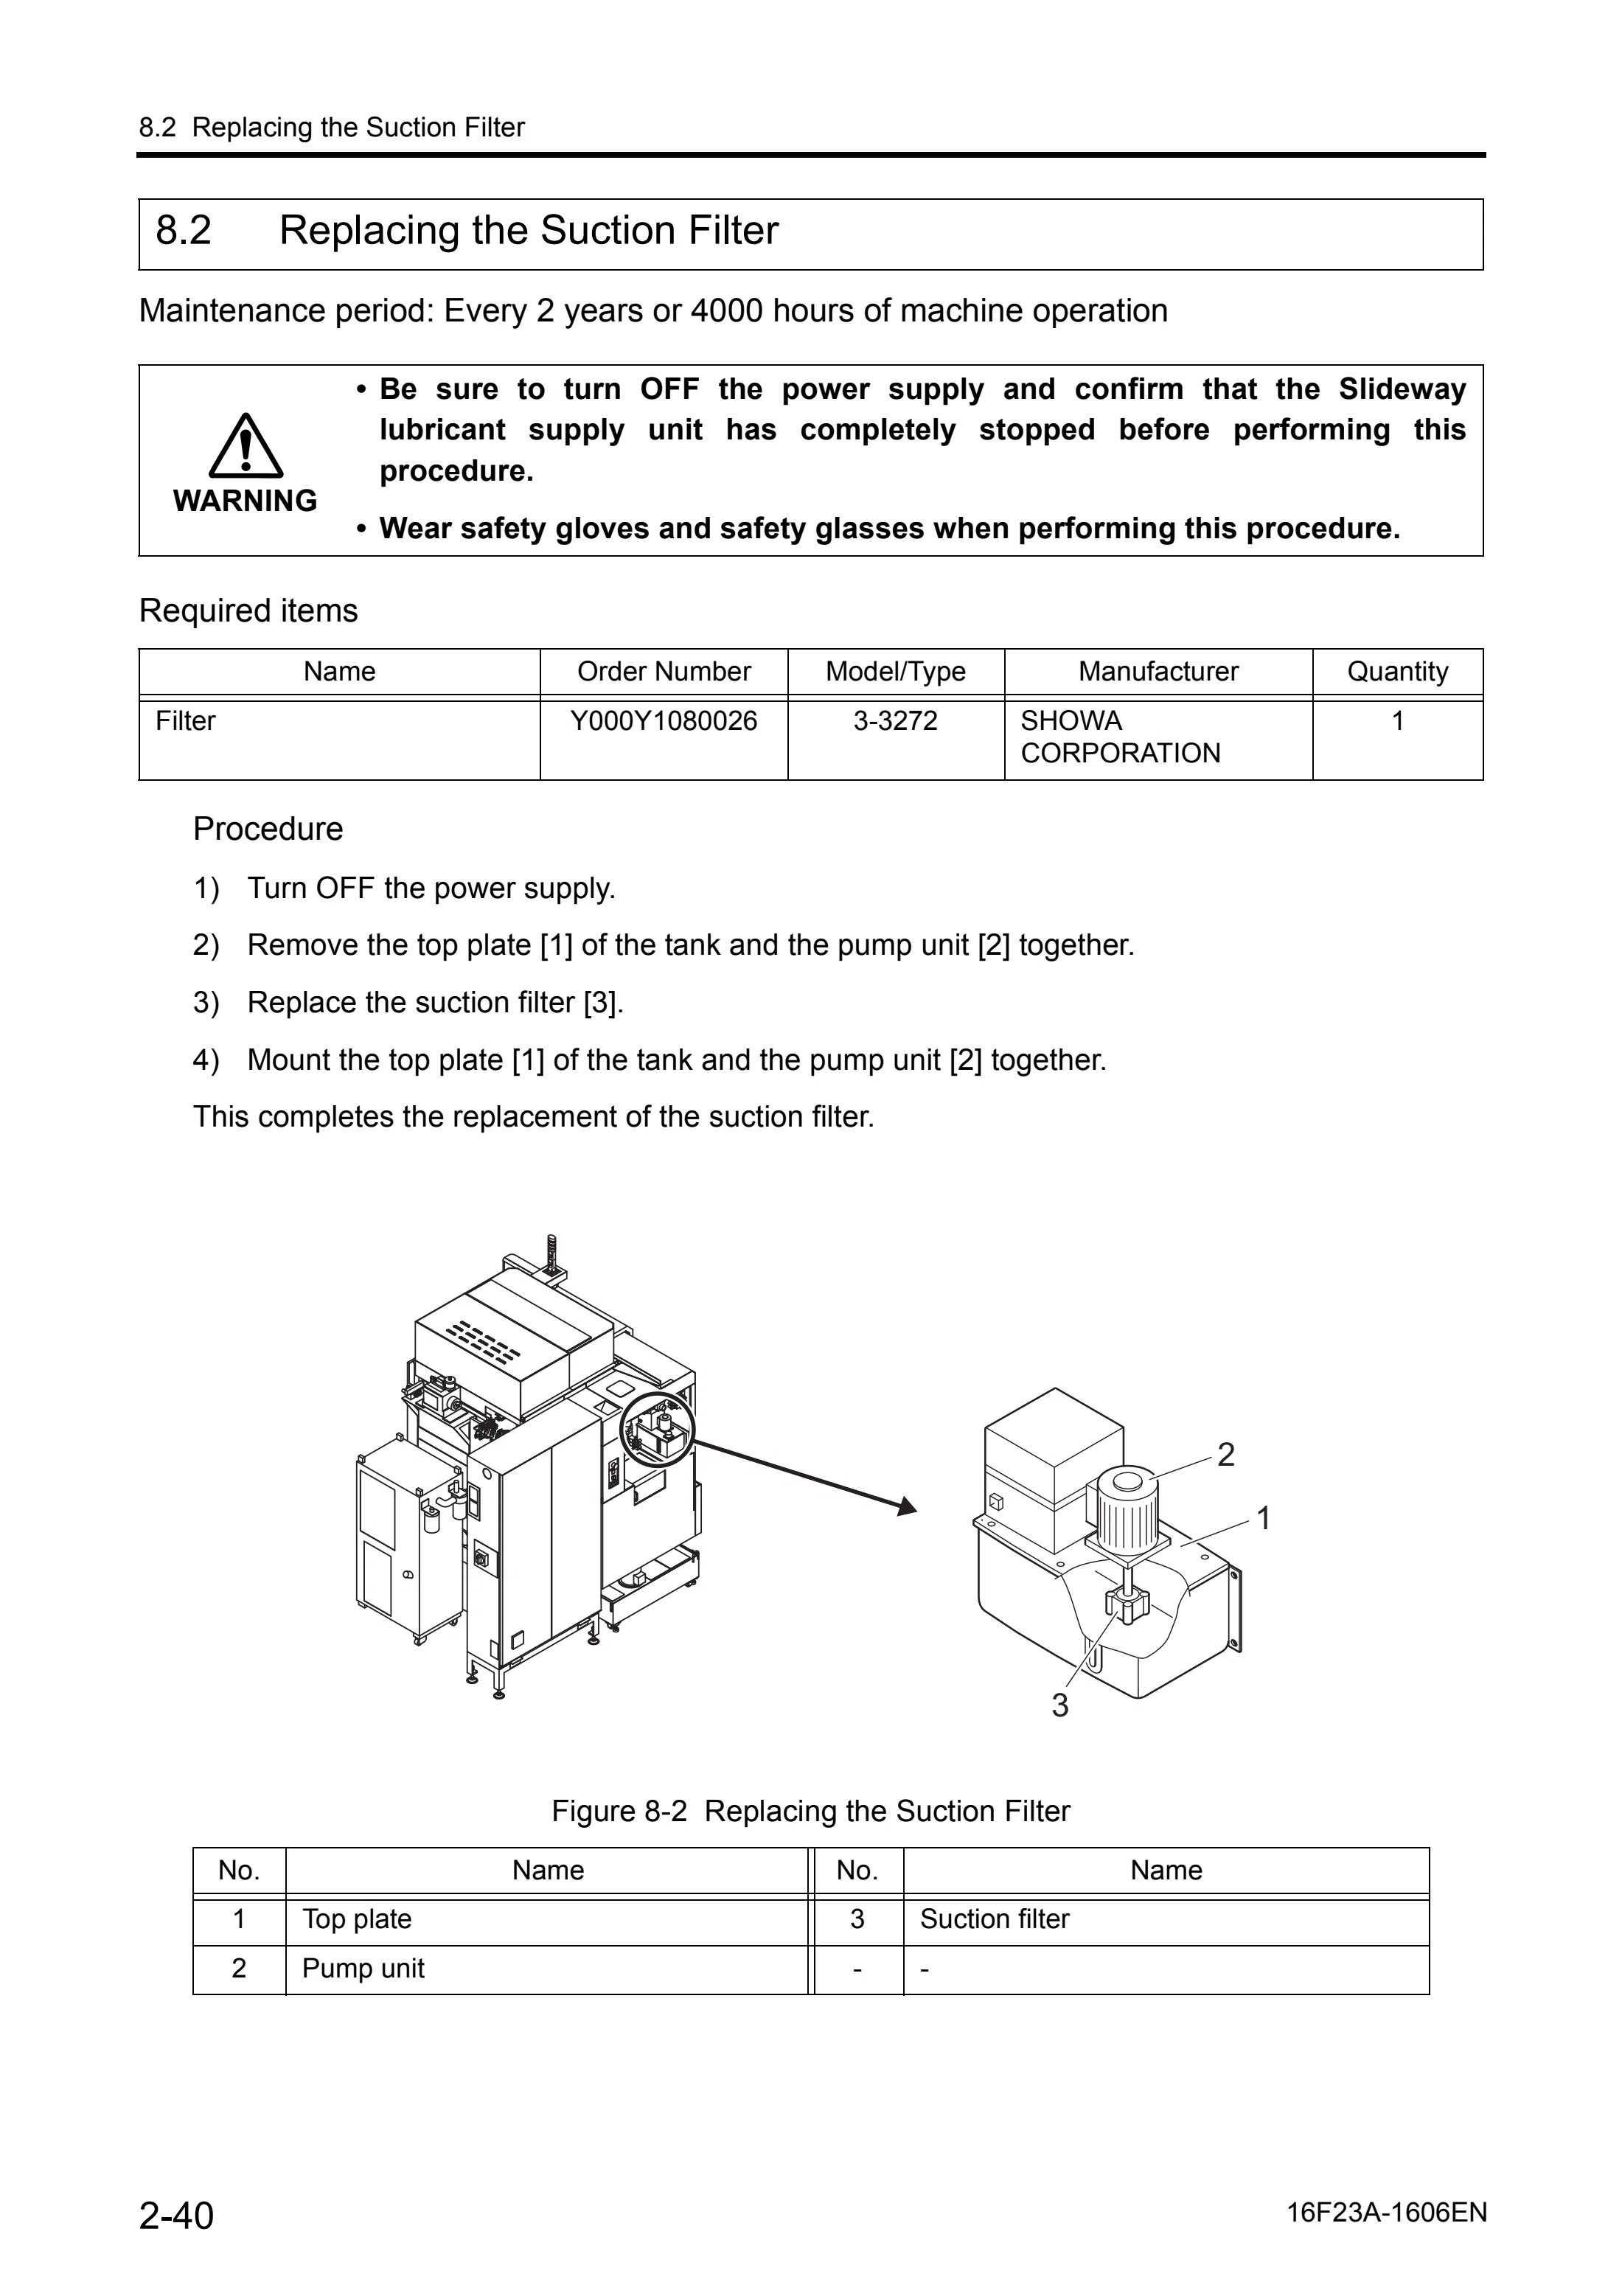 8.2 Replacing the Suction Filter
8.2 Replacing the Suction Filter
Maintenance period: Every 2 years or 4000 hours of machine operation
WARNING
• Be sure to turn OFF the power supply and confirm that the Slideway
lubricant supply unit has completely stopped before performing this
procedure.
• Wear safety gloves and safety glasses when performing this procedure.
Required items
Name Order Number Model/Type Manufacturer Quantity
Filter Y000Y1080026 3-3272 SHOWA 1
CORPORATION
Procedure
1) Turn OFF the power supply.
2) Remove the top plate [1] of the tank and the pump unit [2] together.
3) Replace the suction filter [3].
4) Mount the top plate [1] of the tank and the pump unit [2] together.
This completes the replacement of the suction filter.
2
1
3
Figure 8-2 Replacing the Suction Filter
No. Name No. Name
1 Top plate 3 Suction filter
2 Pump unit - -
2-40
16F23A-1606EN